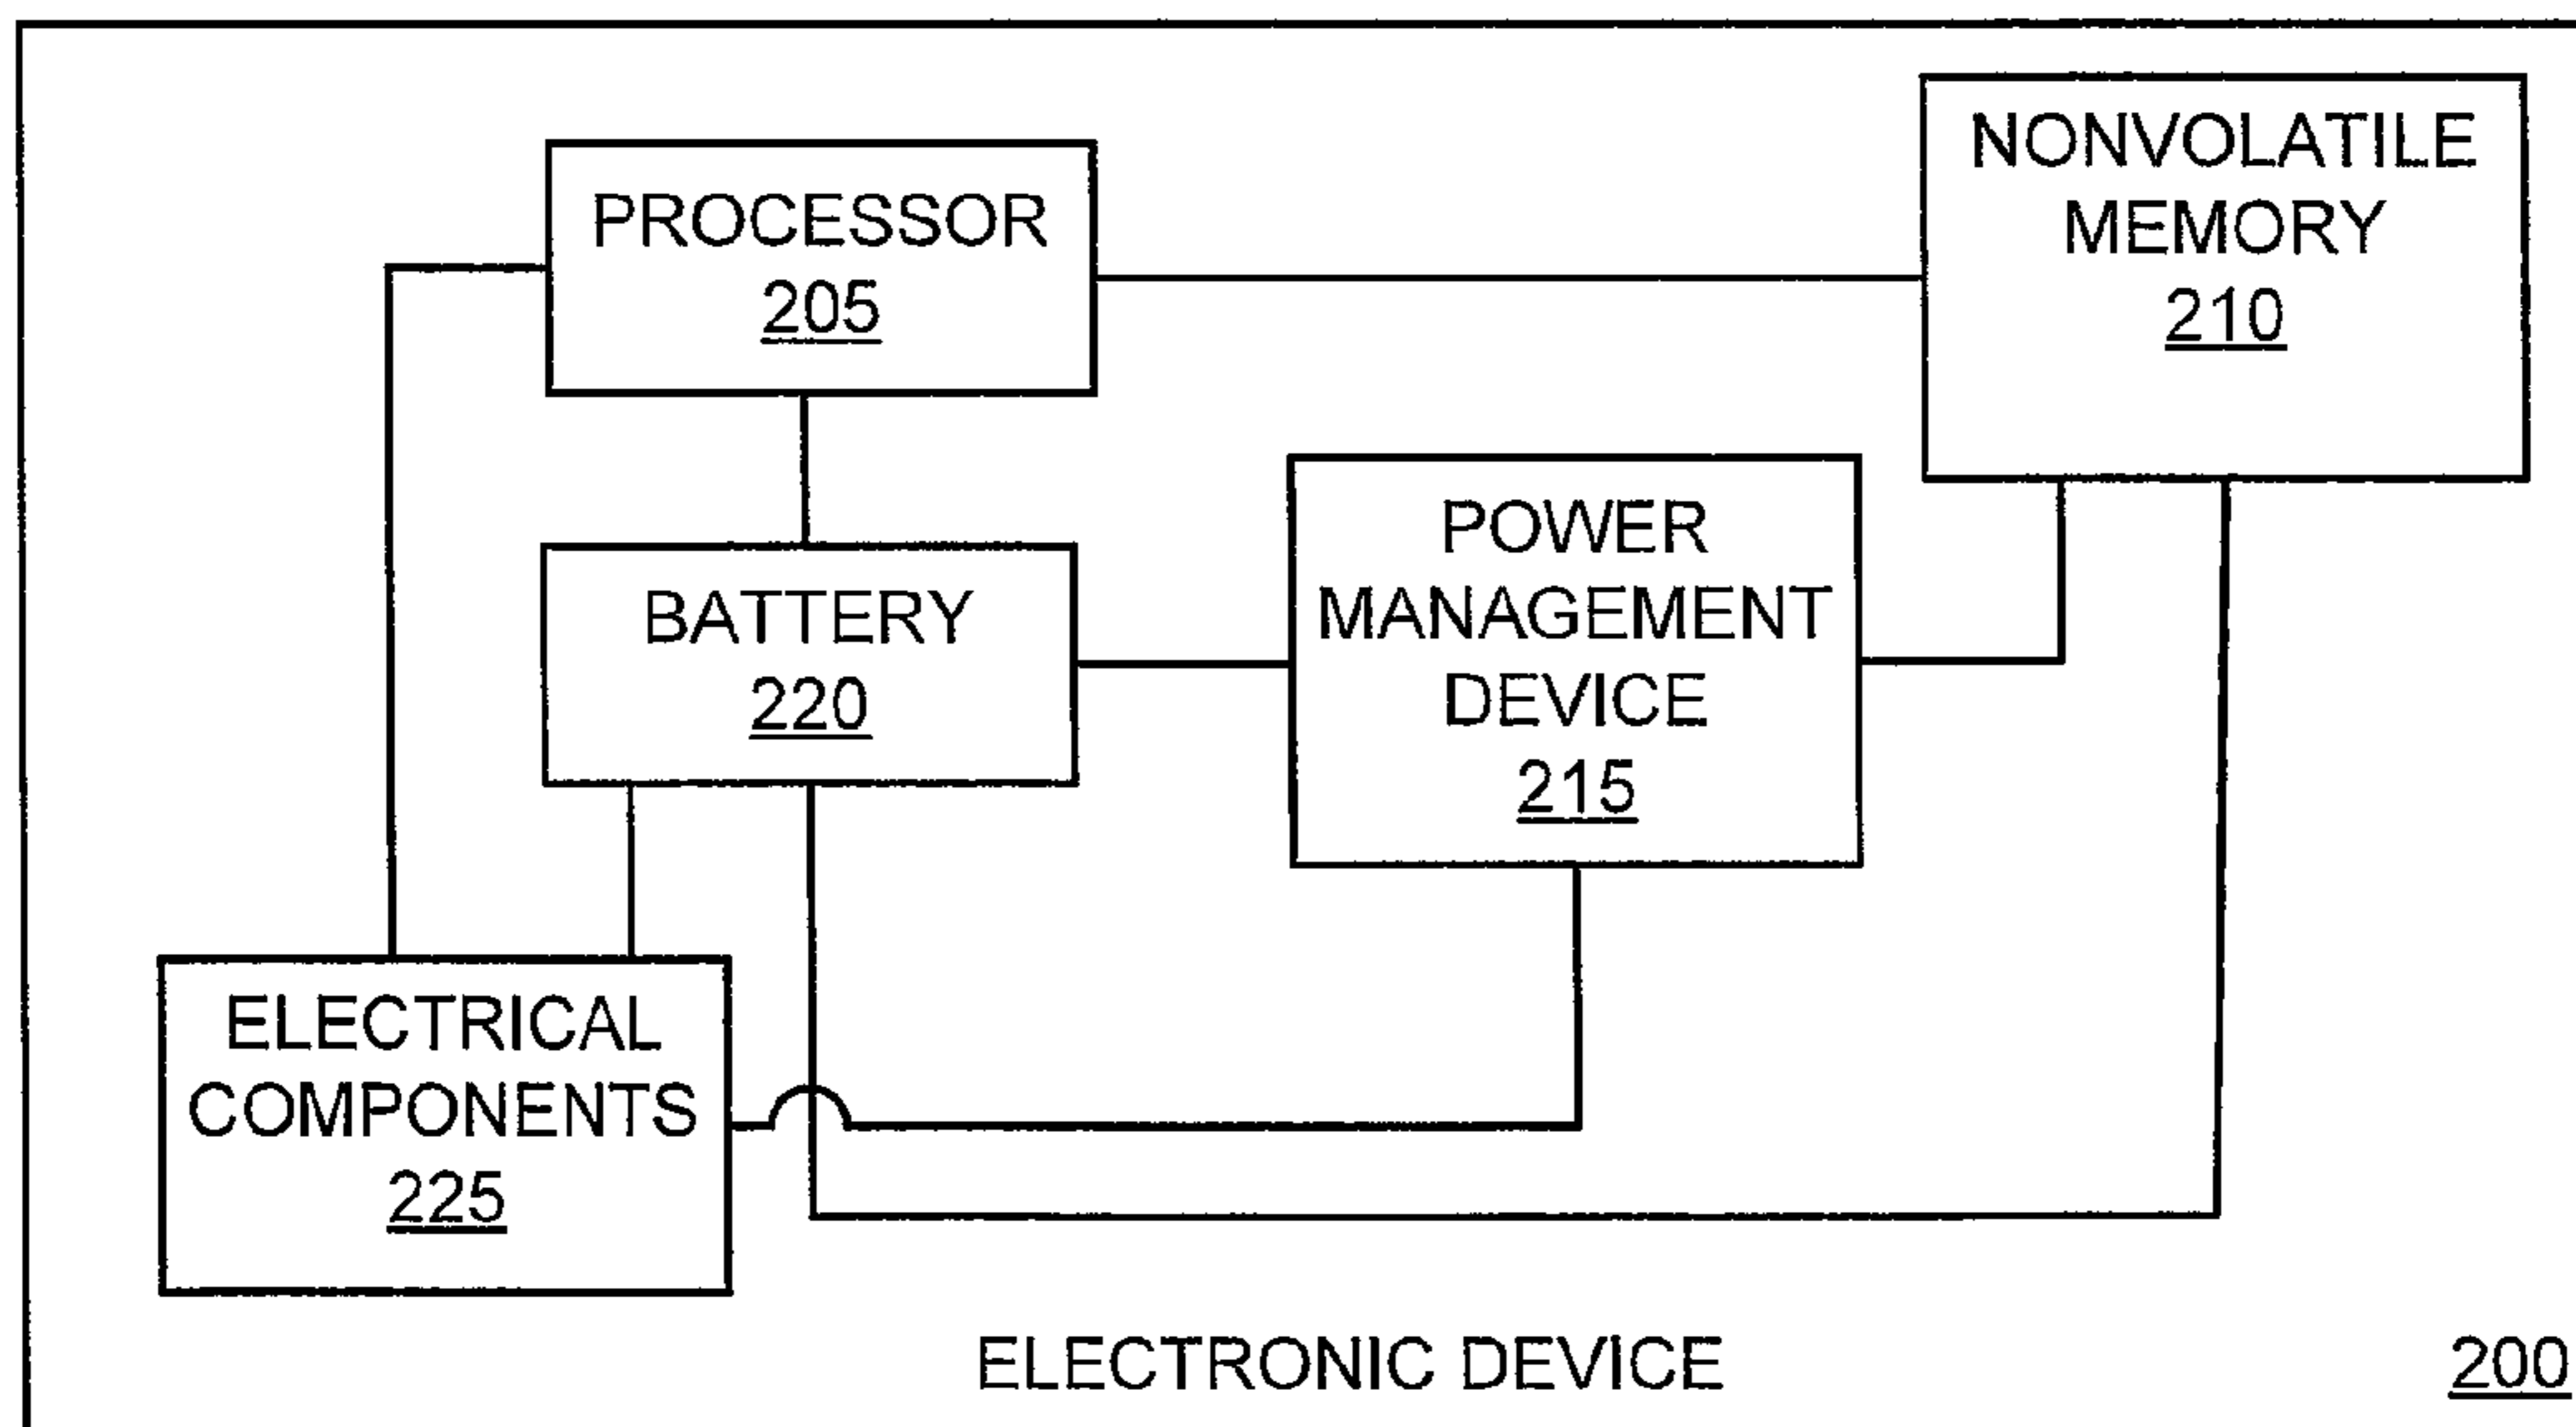 PROCESSOR
205
NONVOLATILE
MEMORY
210
BATTERY
220
POWER
MANAGEMENT
DEVICE
215
ELECTRICAL
COMPONENTS
225
ELECTRONIC DEVICE
200